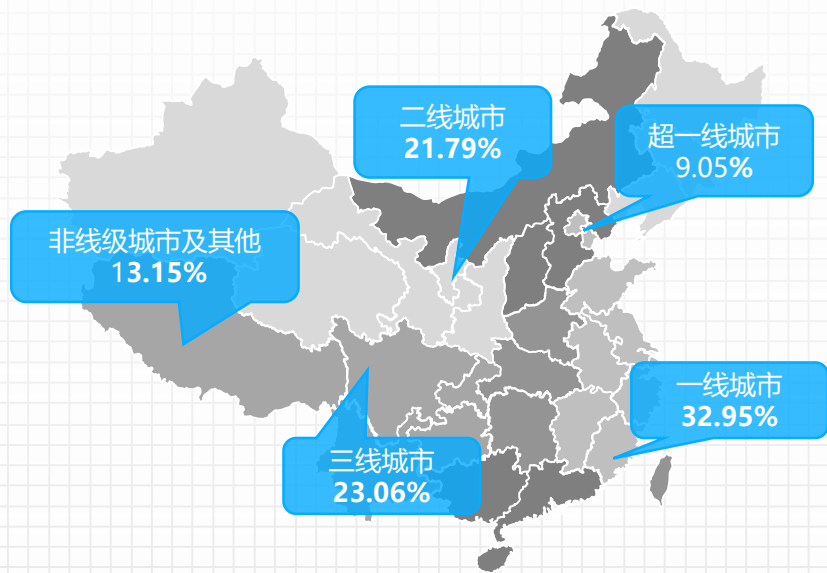 二线城市
21.79%
超一线城市
9.05%
非线级城市及其他
13.15%
一线城市
32.95%
三线城市
23.06%